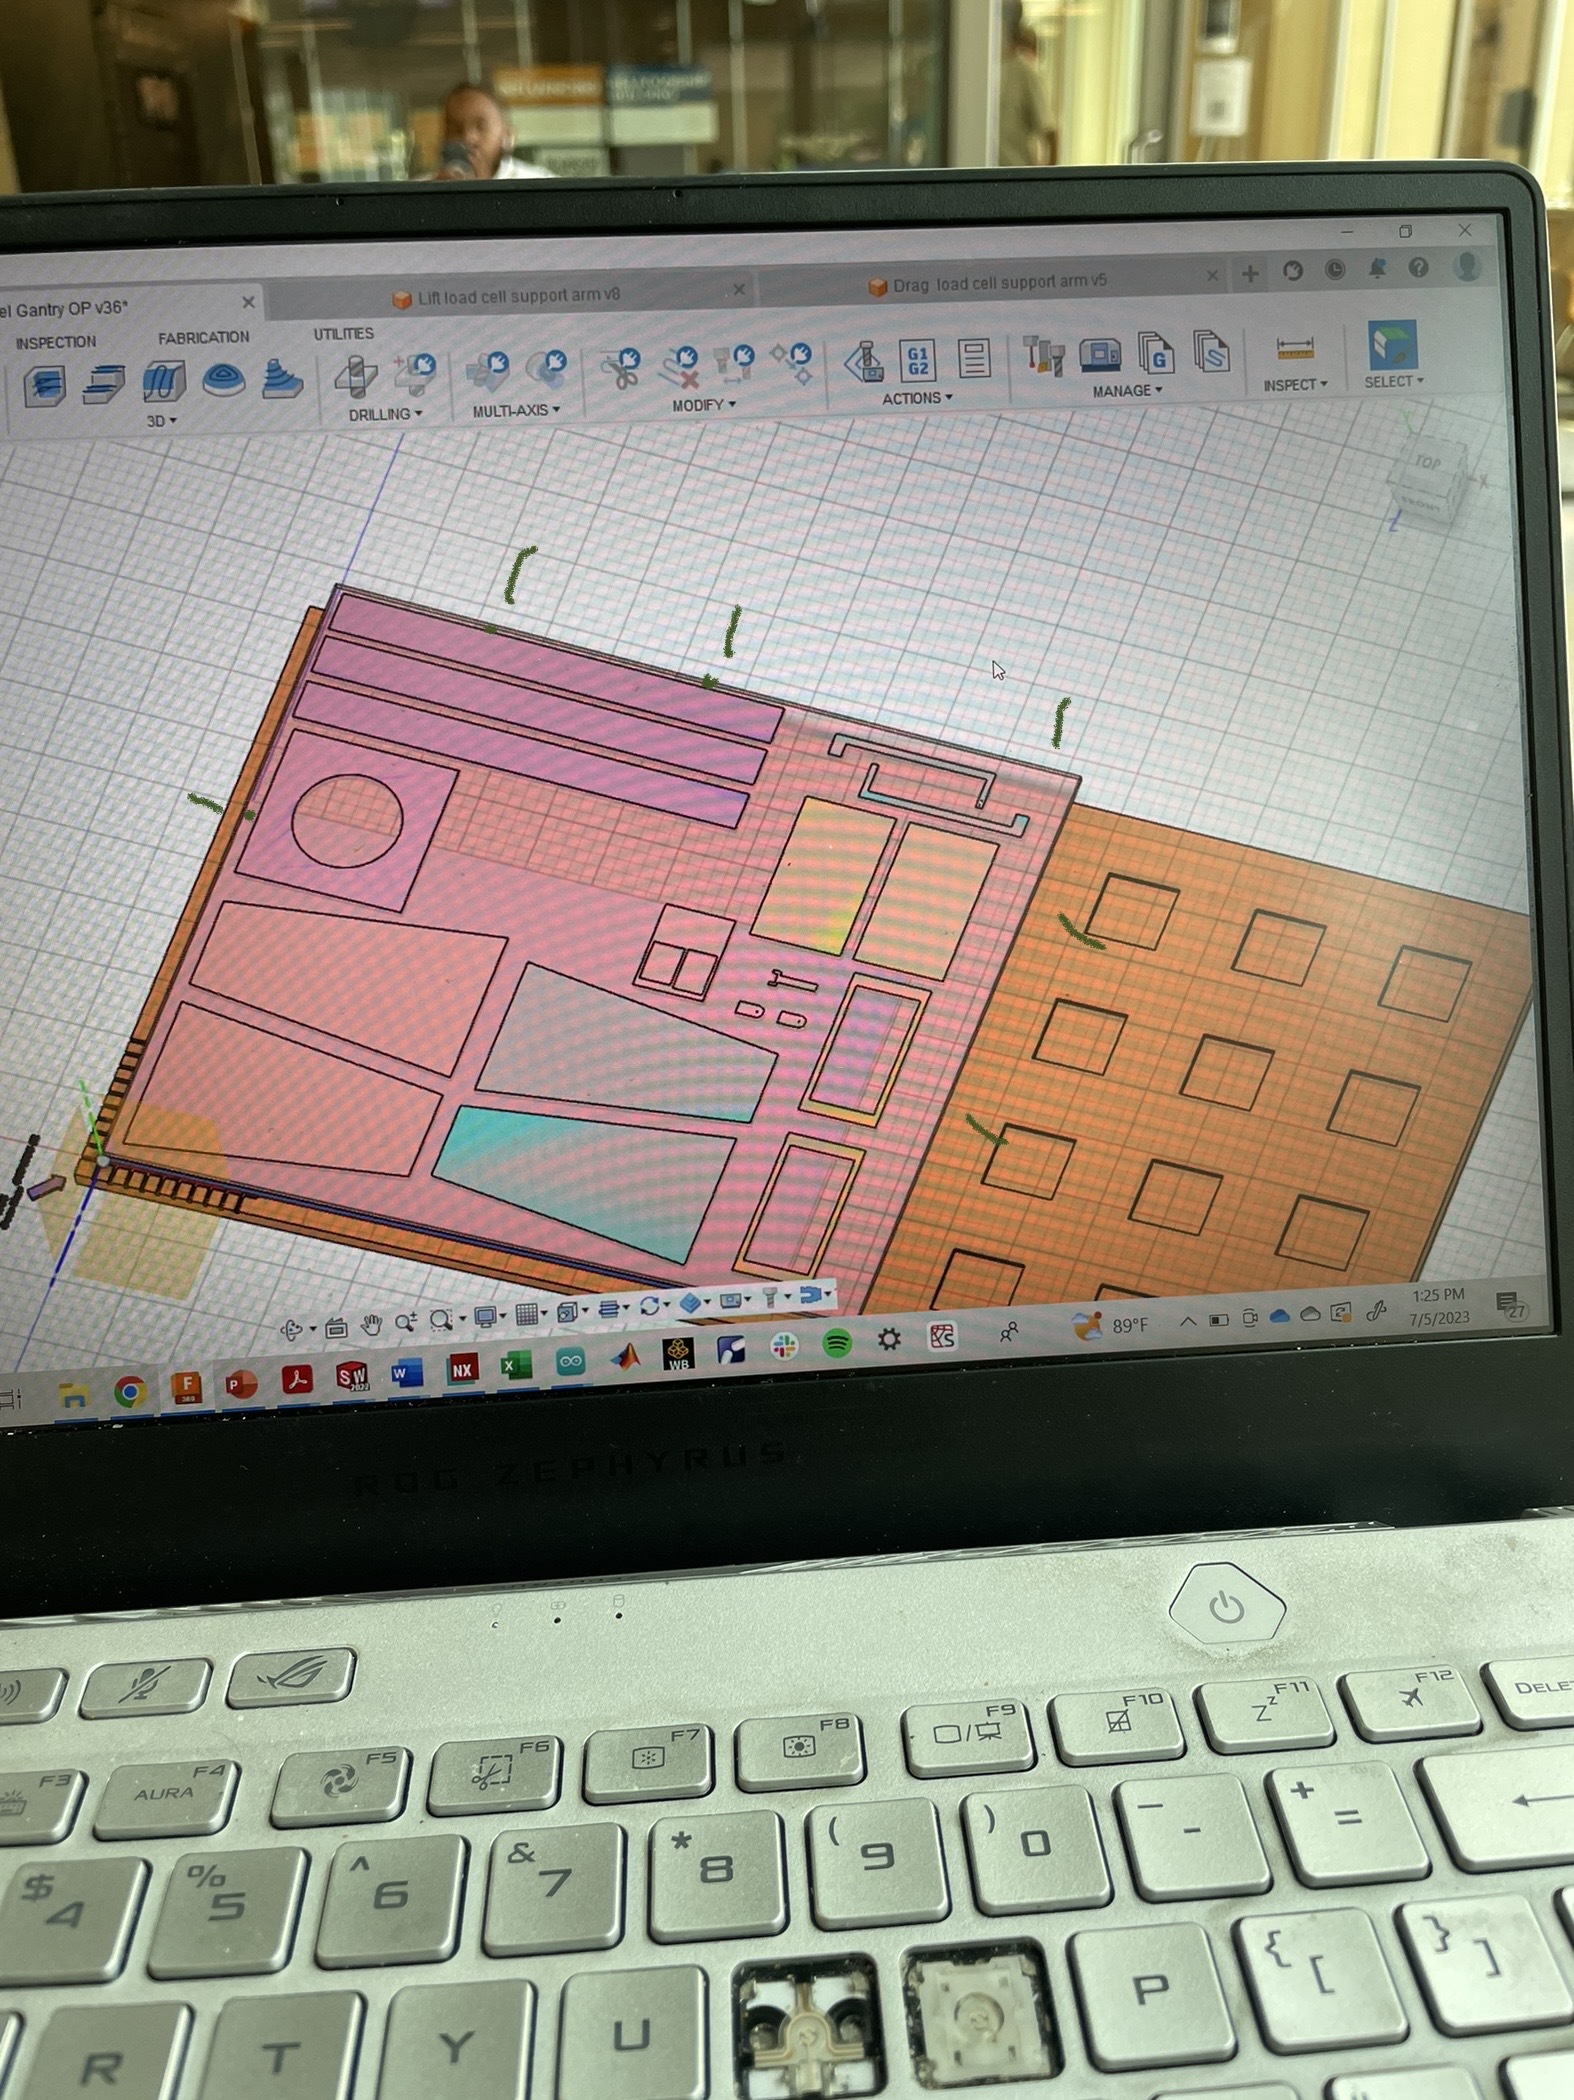 el Gantry OP v36*
Lift load cell support arm v8
Drag load cell support arm v5
INSPECTION
FABRICATION
UTILITIES
G1
G2
G
S
3D
DRILLING
MULTI-AXIS
MODIFY
ACTIONS
MANAGE
INSPECT
SELECT
TOP
FRONT
1:25 PM
89°F
7/5/2023
27
F
360
P
SW
2022
W
NX
X
WB
ROG ZEPHYRUS
F3
AURA F4
F5
F6
F7
F8
F9
F10
Zz F11
F12
DELE
$ 4
% 5
^ 6
& 7
* 8
( 9
) 0
- -
+ =
R
T
Y
U
P
{ [
} ]